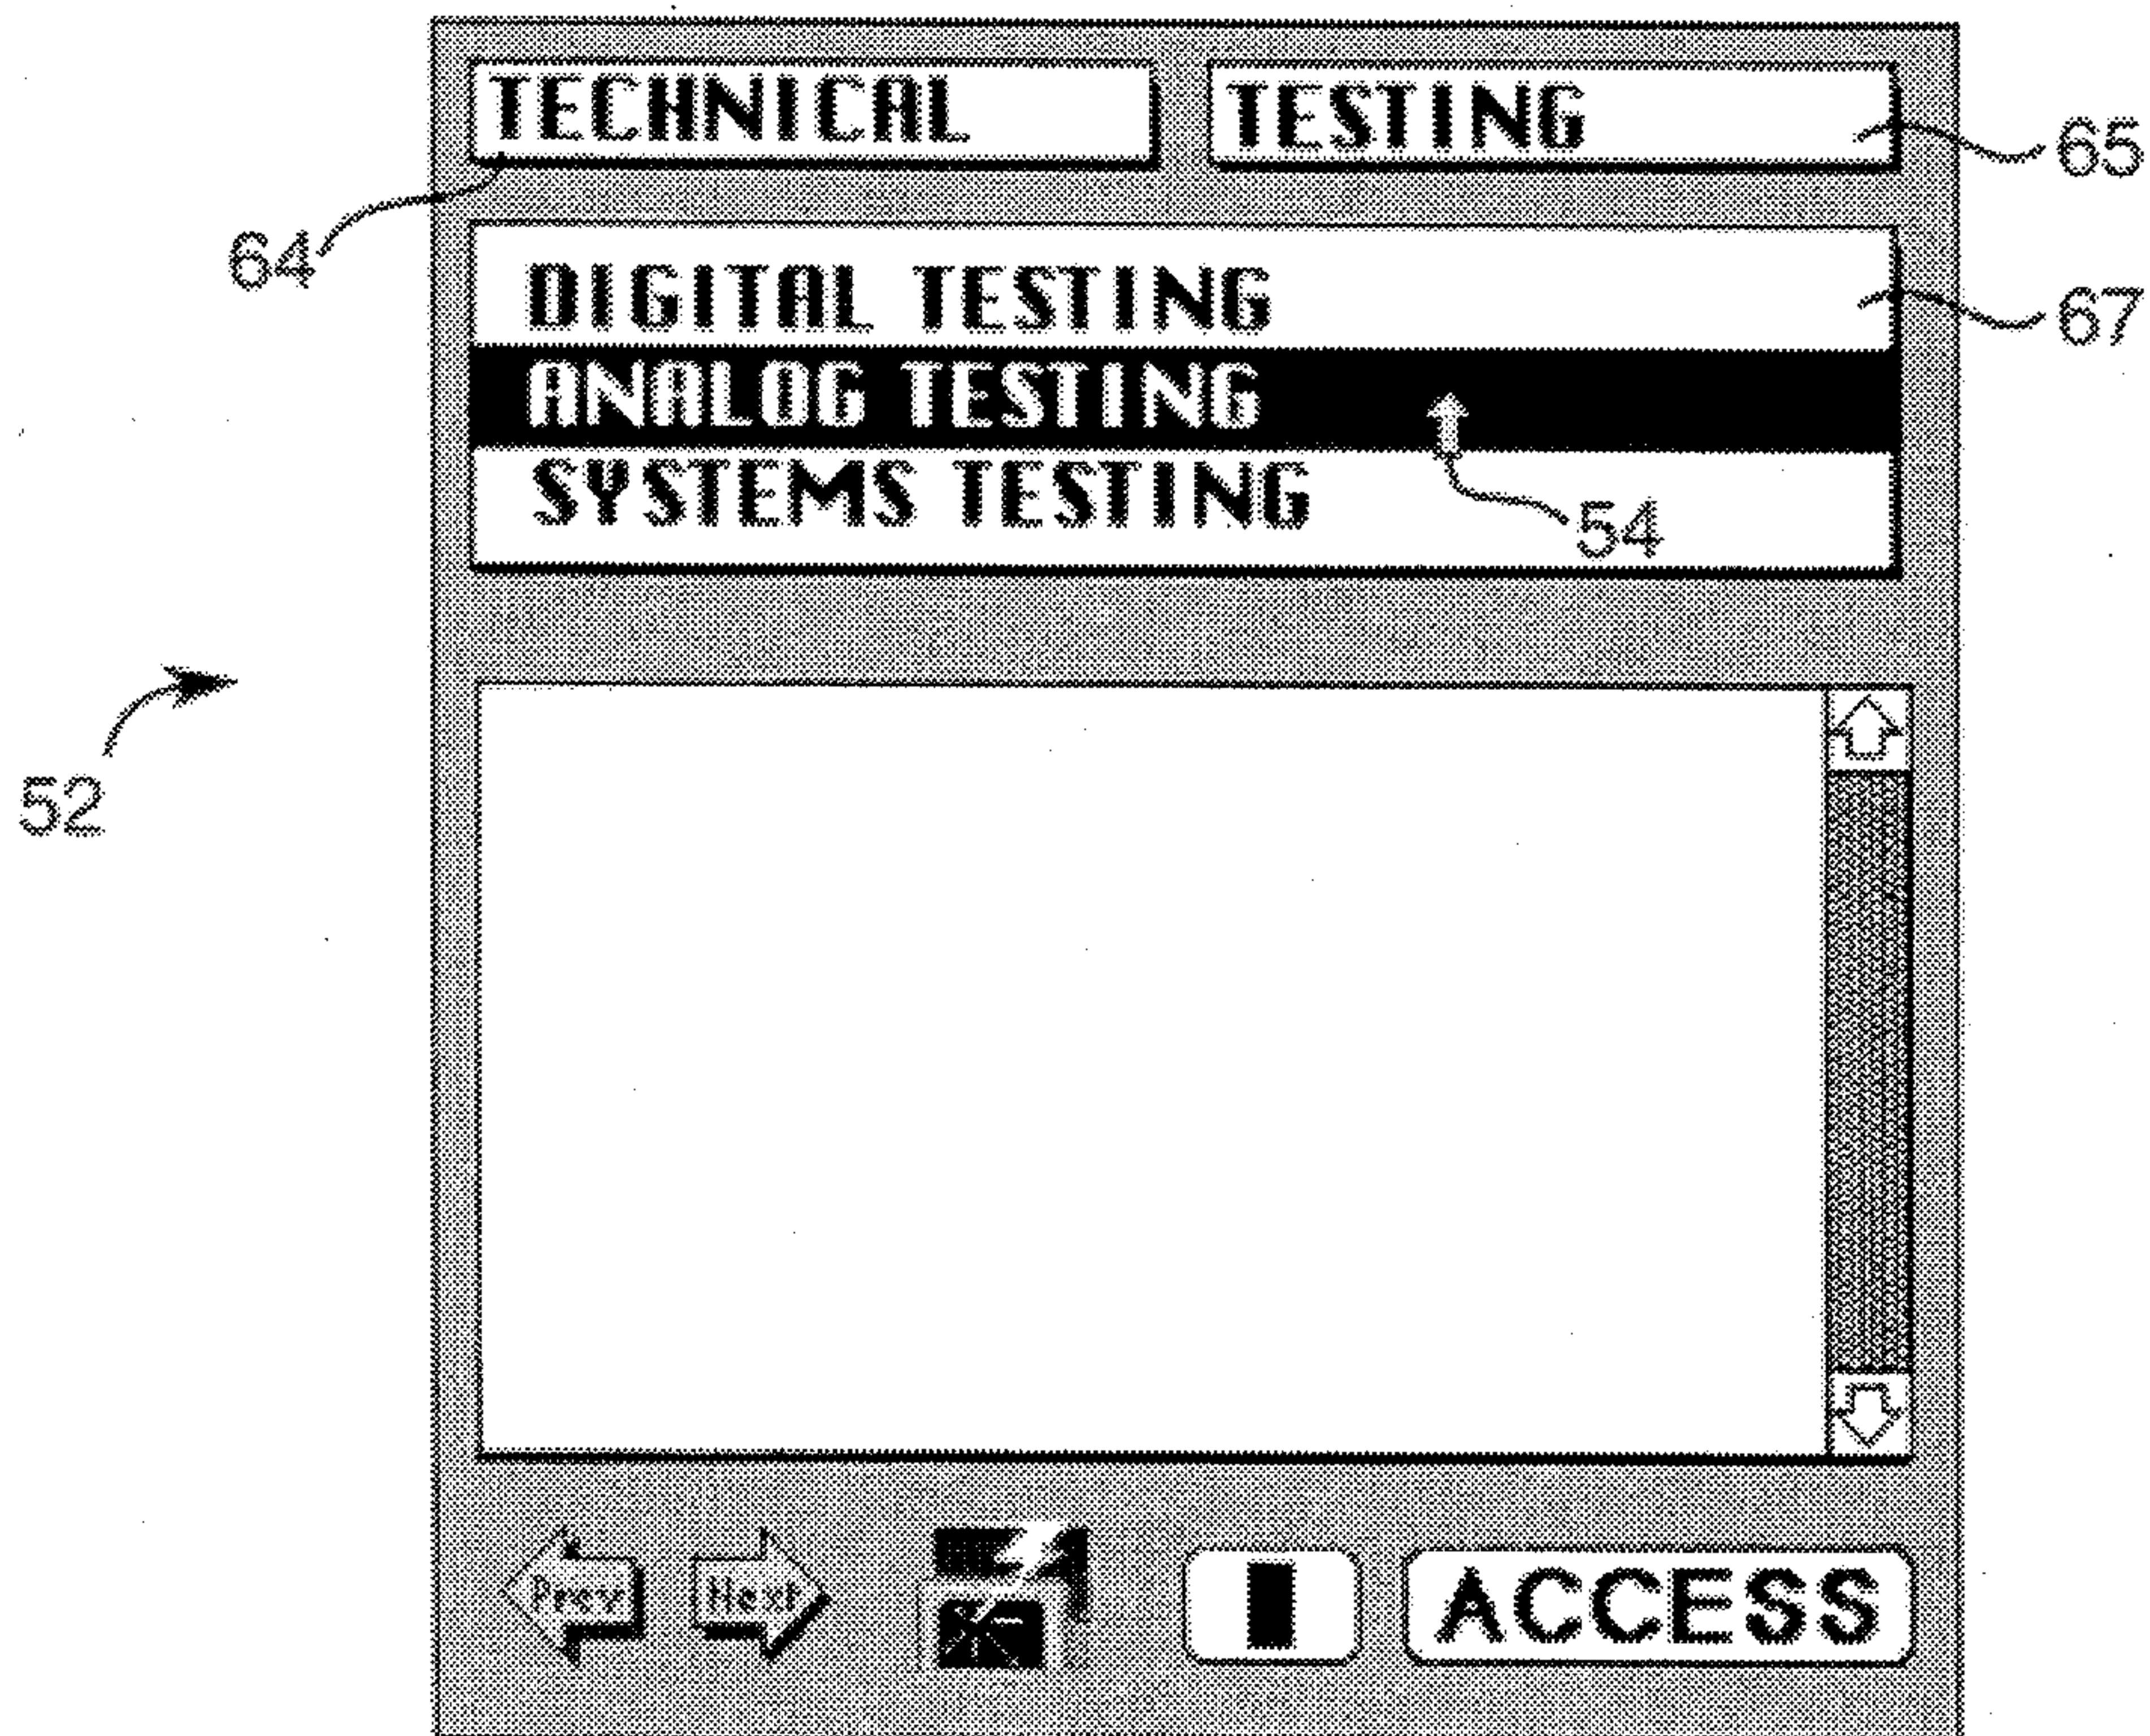 TECHNICAL TESTING
65
64
DIGITAL TESTING
67
ANALOG TESTING
SYSTEMS TESTING
54
52
Prev Next ACCESS